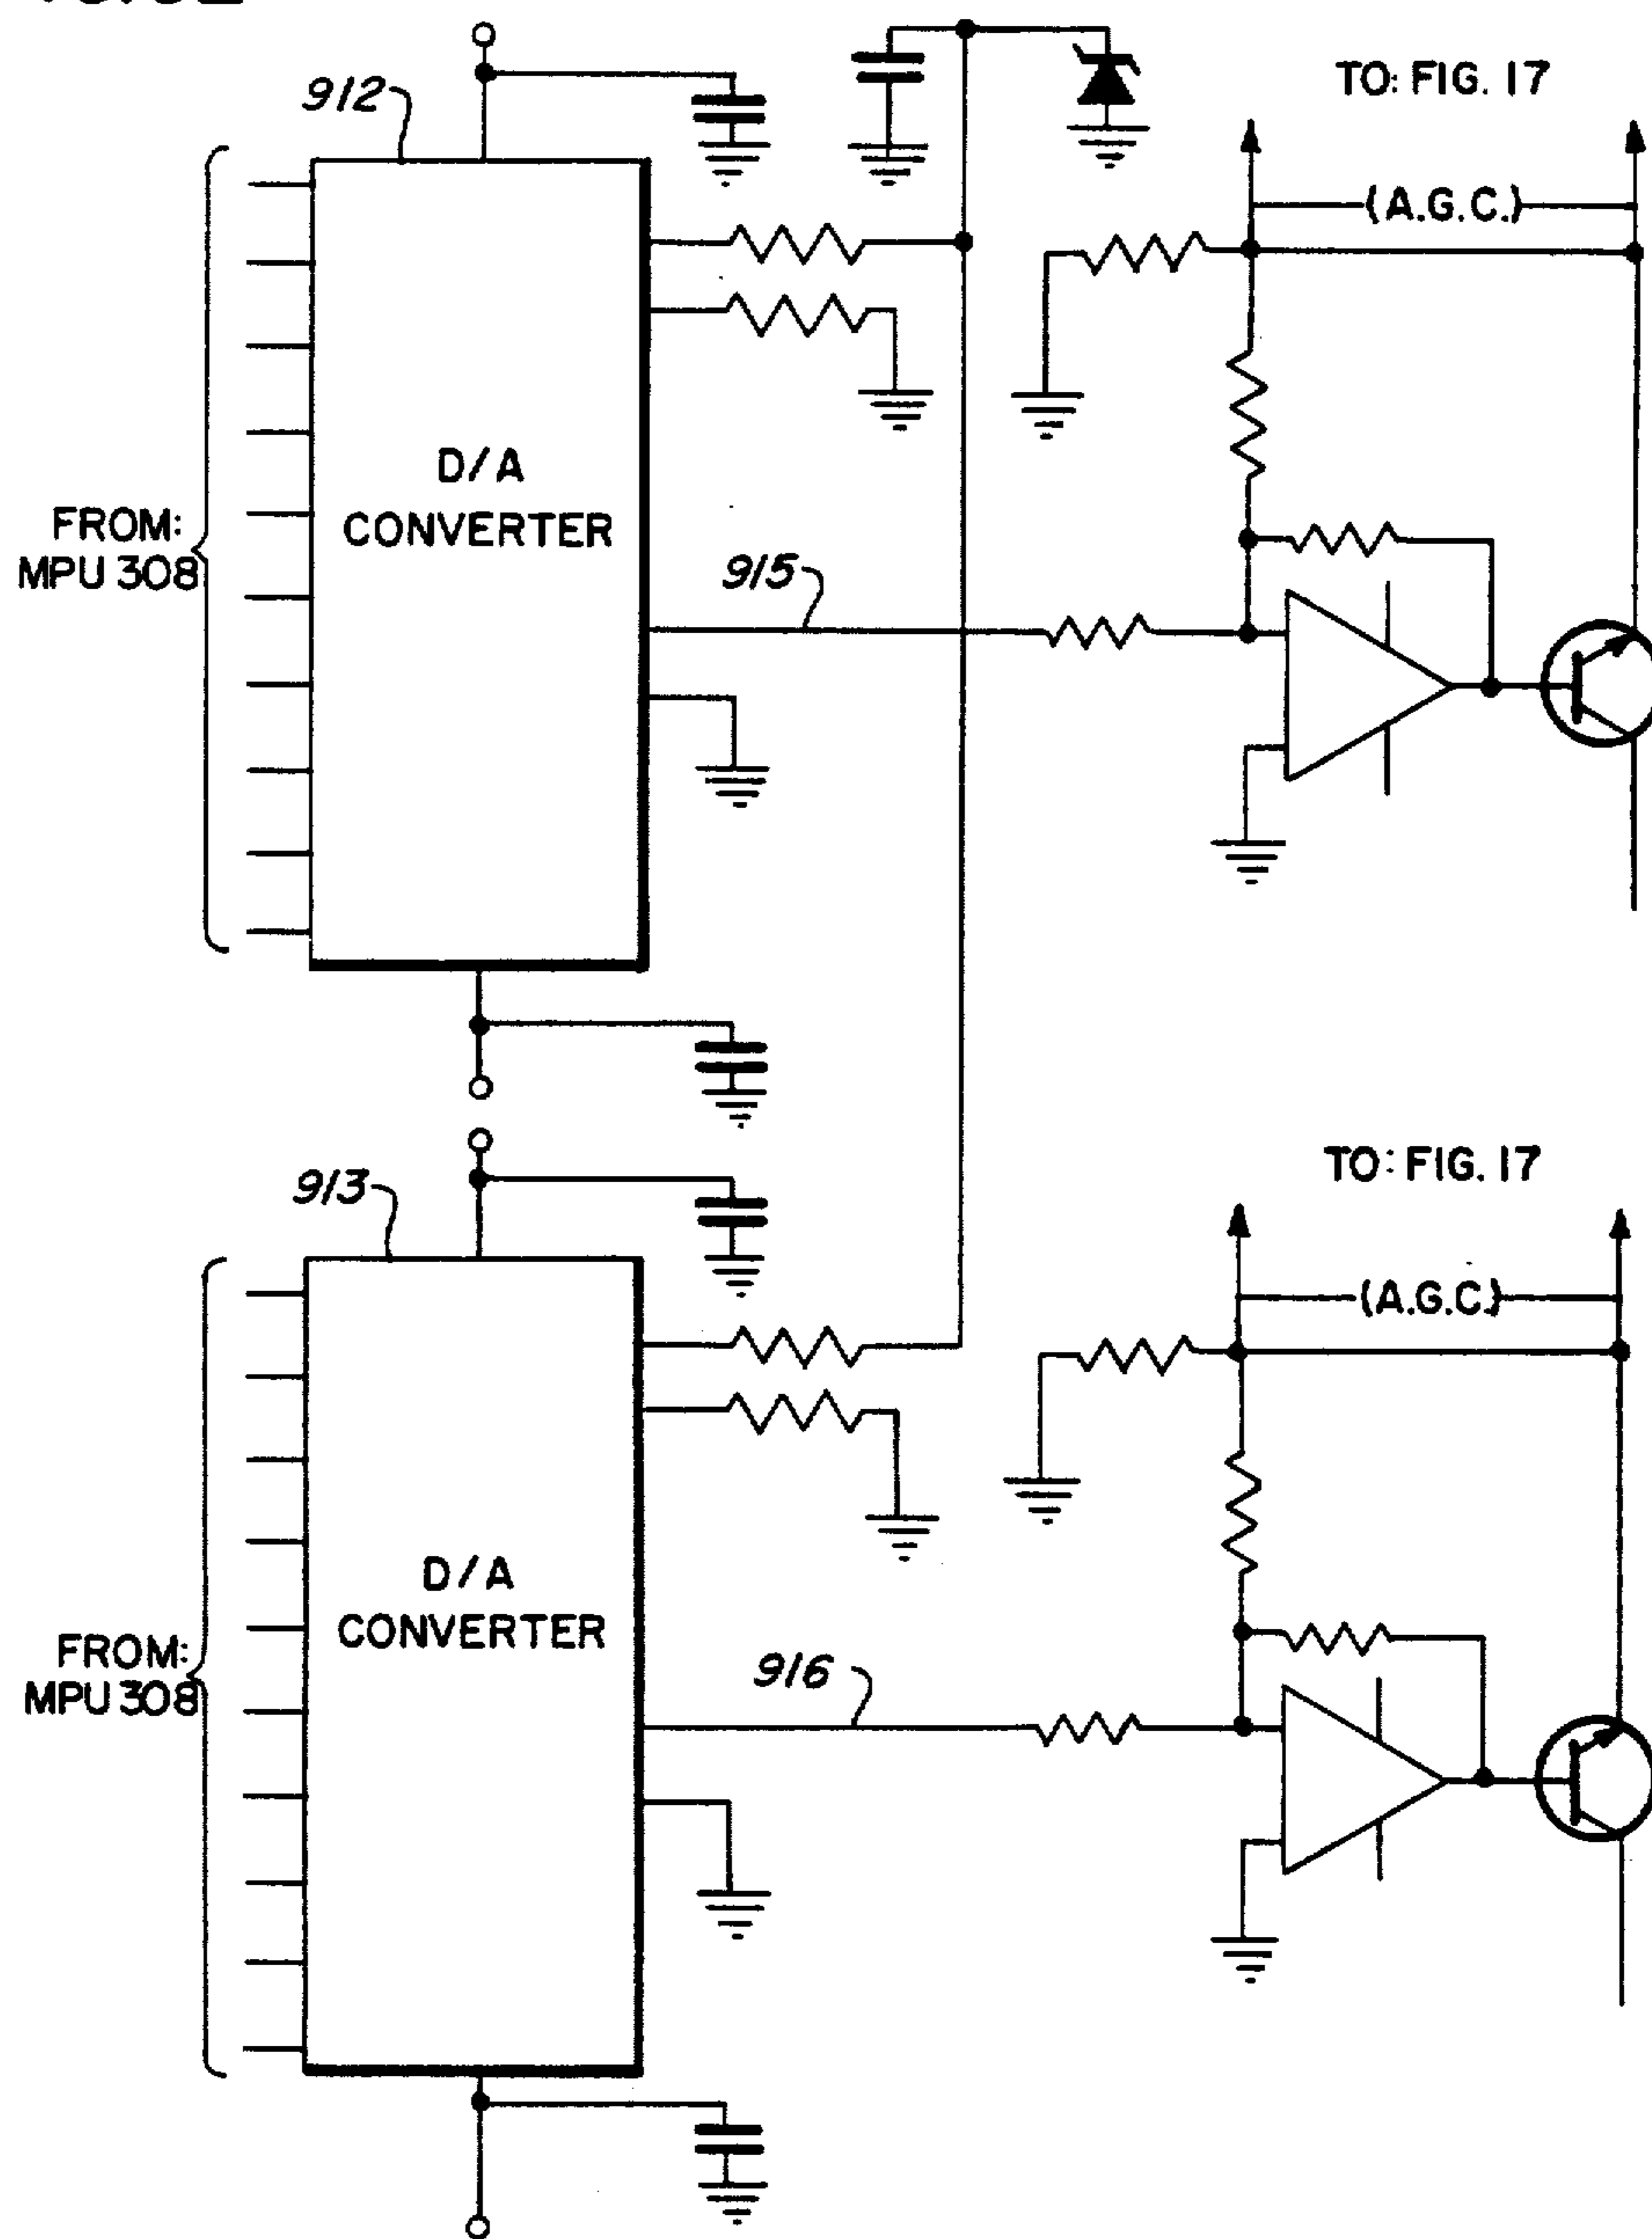 912
TO: FIG. 17
(A.G.C.)
D/A
CONVERTER
FROM:
MPU 308
915
913
TO: FIG. 17
(A.G.C.)
D/A
CONVERTER
FROM:
MPU 308
916